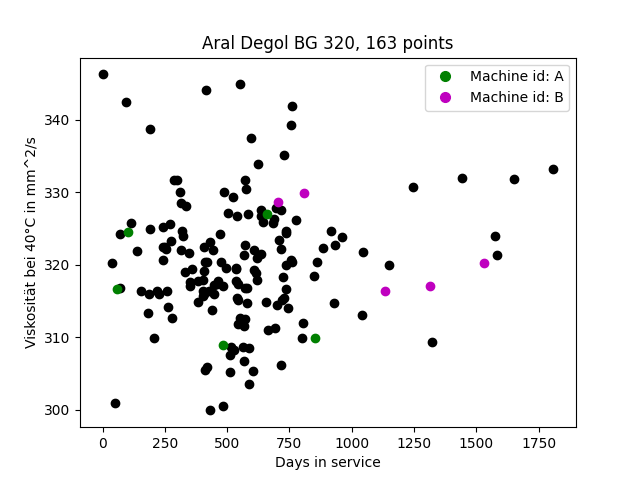 Aral Degol BG 320, 163 points
Machine id: A
Machine id: B
Viskosität bei 40°C in mm^2/s
340
330
320
310
300
0
250
500
750
1000
1250
1500
1750
Days in service